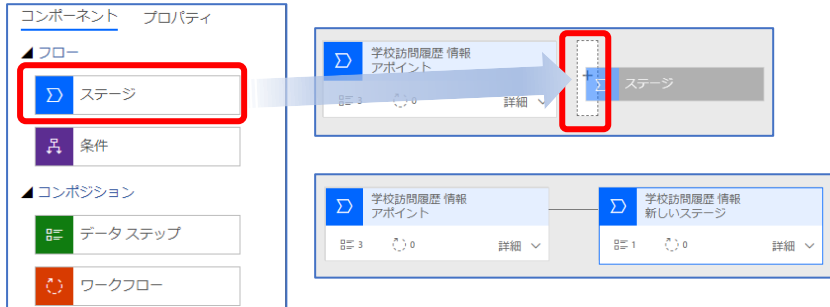 コンポーネント プロパティ
フロー
ステージ
条件
コンポジション
データ ステップ
ワークフロー
学校訪問履歴 情報
アポイント
3 0 詳細
+
ステージ
学校訪問履歴 情報
アポイント
3 0 詳細
学校訪問履歴 情報
新しいステージ
1 0 詳細